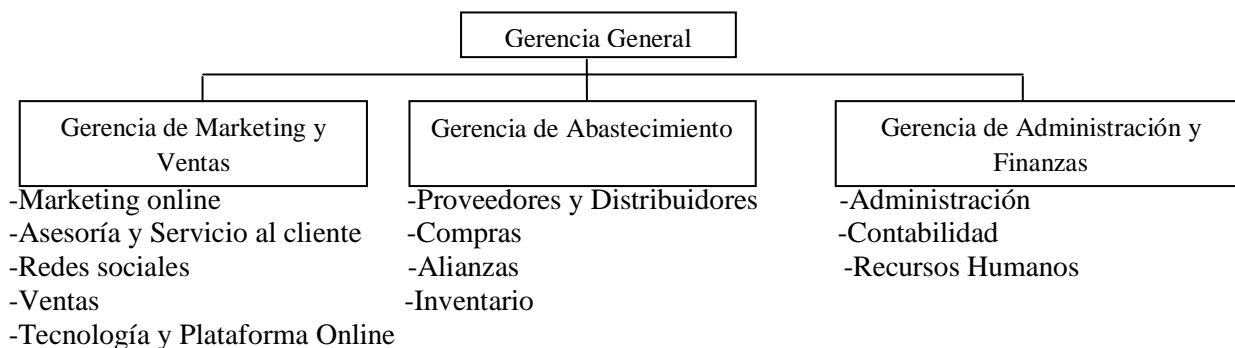 Gerencia General
Gerencia de Marketing y
Ventas
-Marketing online
-Asesoría y Servicio al cliente
-Redes sociales
-Ventas
-Tecnología y Plataforma Online
Gerencia de Abastecimiento
-Proveedores y Distribuidores
-Compras
-Alianzas
-Inventario
Gerencia de Administración y
Finanzas
-Administración
-Contabilidad
-Recursos Humanos